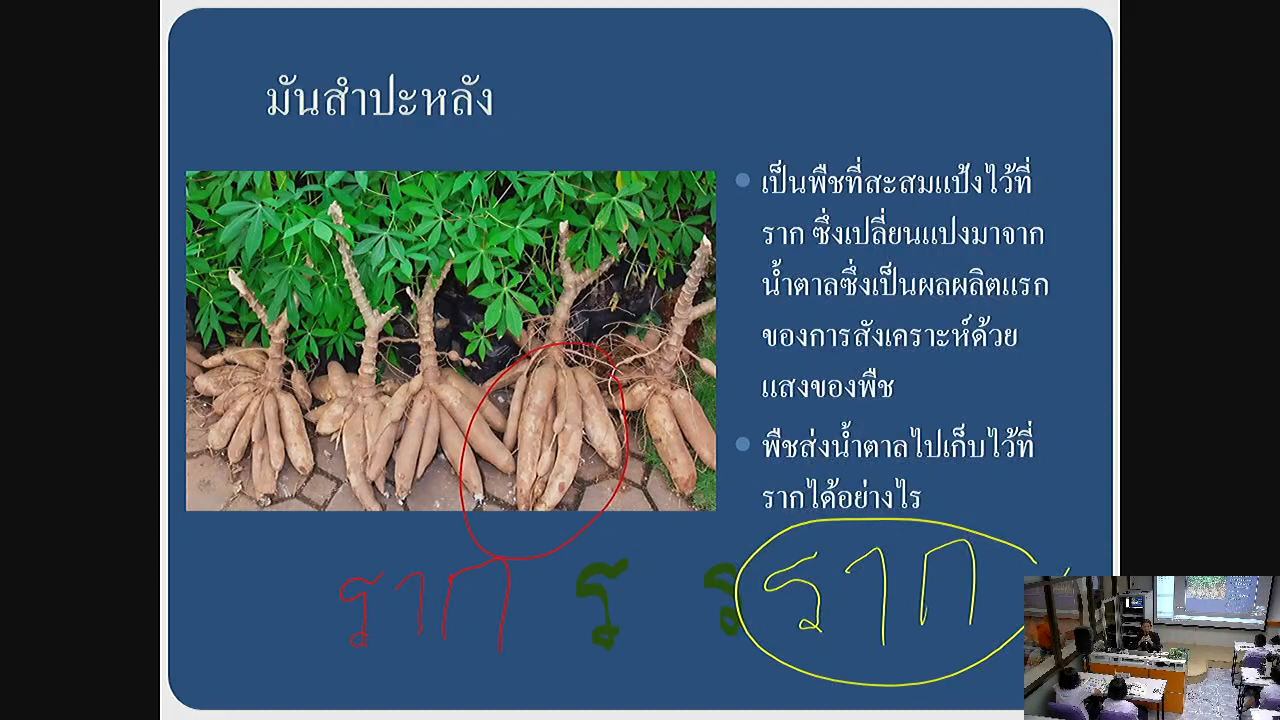 มันสำปะหลัง
เป็นพืชที่สะสมแป้งไว้ที่
ราก ซึ่งเปลี่ยนแปงมาจาก
น้ำตาลซึ่งเป็นผลผลิตแรก
ของการสังเคราะห์ด้วย
แสงของพืช
พืชส่งน้ำตาลไปเก็บไว้ที่
รากได้อย่างไร
ราก ร ร ราก